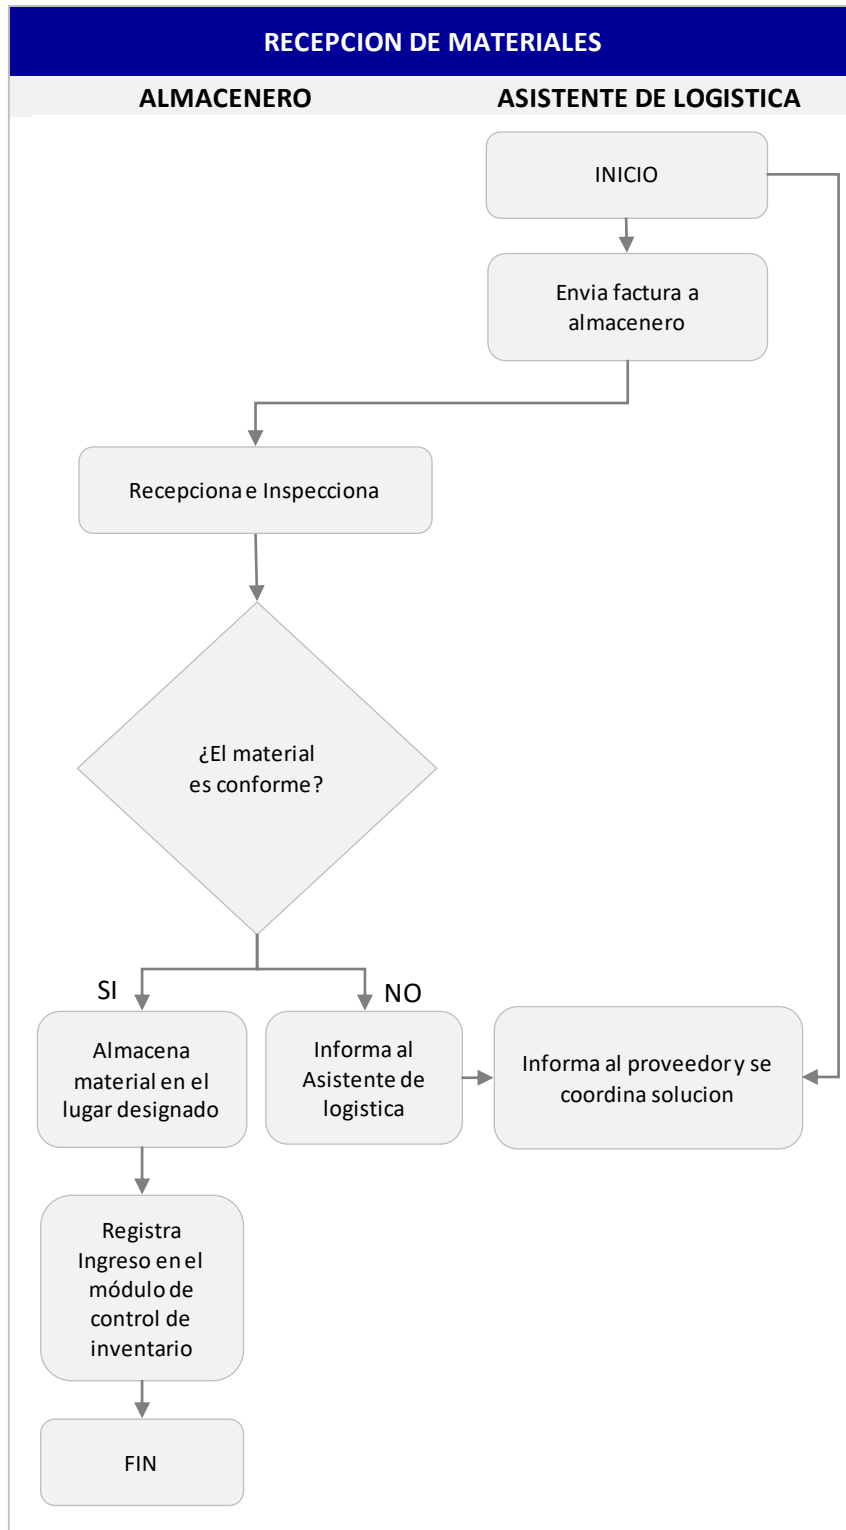 RECEPCION DE MATERIALES
ALMACENERO
ASISTENTE DE LOGISTICA
INICIO
Envia factura a
almacenero
Recepciona e Inspecciona
¿El material
es conforme?
SI
NO
Almacena
material en el
lugar designado
Informa al
Asistente de
logistica
Informa al proveedor y se
coordina solucion
Registra
Ingreso en el
módulo de
control de
inventario
FIN